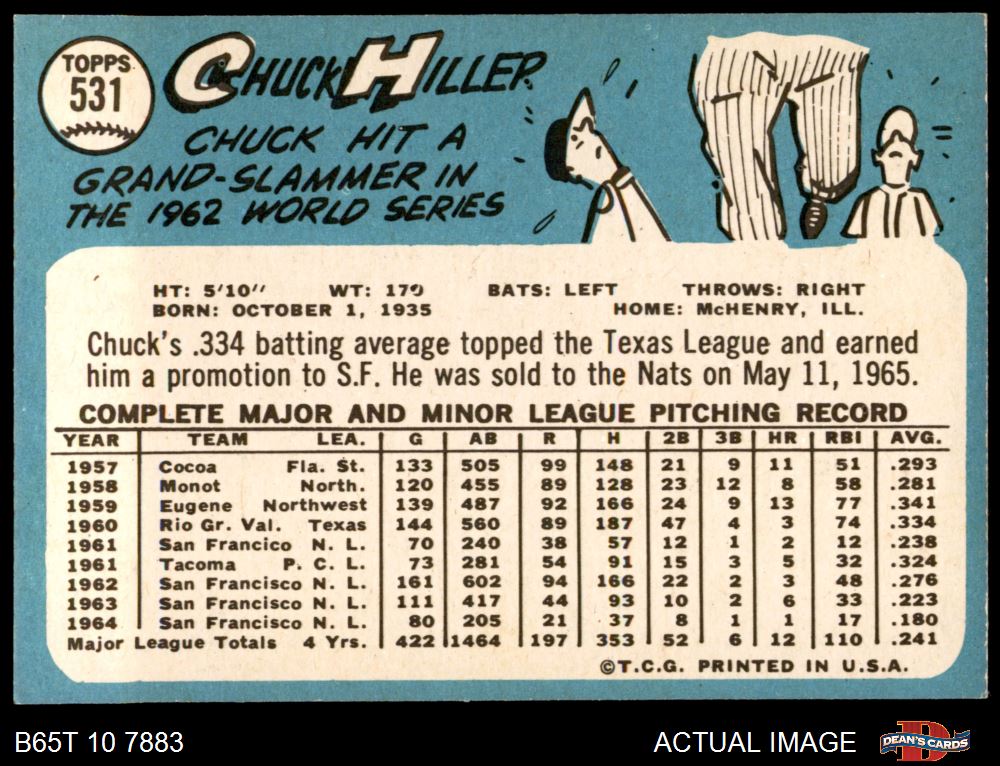 TOPPS
531
CHUCK HILLER
CHUCK HIT A
GRAND-SLAMMER IN
THE 1962 WORLD SERIES
HT: 5'10" WT: 170 BATS: LEFT THROWS: RIGHT
BORN: OCTOBER 1, 1935 HOME: McHENRY, ILL.
Chuck's .334 batting average topped the Texas League and earned
him a promotion to S.F. He was sold to the Nats on May 11, 1965.
COMPLETE MAJOR AND MINOR LEAGUE PITCHING RECORD
YEAR TEAM LEA. G AB R H 2B 3B HR RBI AVG.
1957 Cocoa Fla. St. 133 505 99 148 21 9 11 51 .293
1958 Monot North. 120 455 89 128 23 12 8 58 .281
1959 Eugene Northwest 139 487 92 166 24 9 13 77 .341
1960 Rio Gr. Val. Texas 144 560 89 187 47 4 3 74 .334
1961 San Francico N. L. 70 240 38 57 12 1 2 12 .238
1961 Tacoma P. C. L. 73 281 54 91 15 3 5 32 .324
1962 San Francisco N. L. 161 602 94 166 22 2 3 48 .276
1963 San Francisco N. L. 111 417 44 93 10 2 6 33 .223
1964 San Francisco N. L. 80 205 21 37 8 1 1 17 .180
Major League Totals 4 Yrs. 422 1464 197 353 52 6 12 110 .241
©T.C.G. PRINTED IN U.S.A.
B65T 10 7883 ACTUAL IMAGE D DEAN'S CARDS